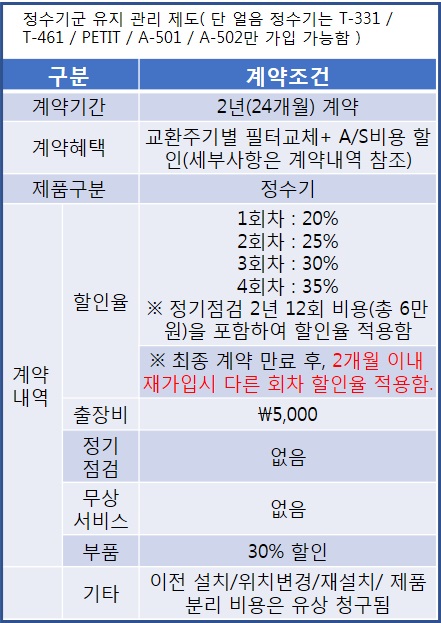 정수기군 유지 관리 제도( 단 얼음 정수기는 T-331 /
T-461 / PETIT / A-501 / A-502만 가입 가능함 )
구분 계약조건
계약기간 2년(24개월) 계약
계약혜택 교환주기별 필터교체+ A/S비용 할
인(세부사항은 계약내역 참조)
제품구분 정수기
계약
내역
할인율
1회차 : 20%
2회차 : 25%
3회차 : 30%
4회차 : 35%
※ 정기점검 2년 12회 비용(총 6만
원)을 포함하여 할인율 적용함
※ 최종 계약 만료 후, 2개월 이내
재가입시 다른 회차 할인율 적용함.
출장비 ₩5,000
정기
점검
없음
무상
서비스
없음
부품 30% 할인
기타 이전 설치/위치변경/재설치/ 제품
분리 비용은 유상 청구됨